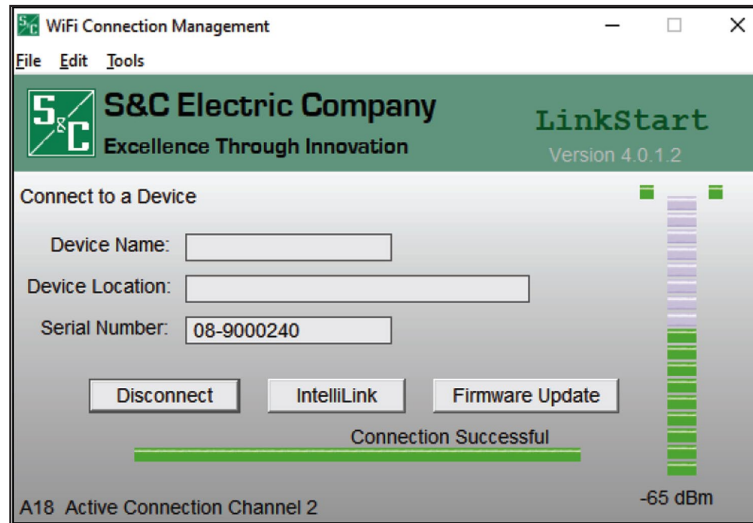 WiFi Connection Management
File Edit Tools
S&C
S&C Electric Company
Excellence Through Innovation
LinkStart
Version 4.0.1.2
Connect to a Device
Device Name:
Device Location:
Serial Number: 08-9000240
Disconnect IntelliLink Firmware Update
Connection Successful
A18 Active Connection Channel 2
-65 dBm